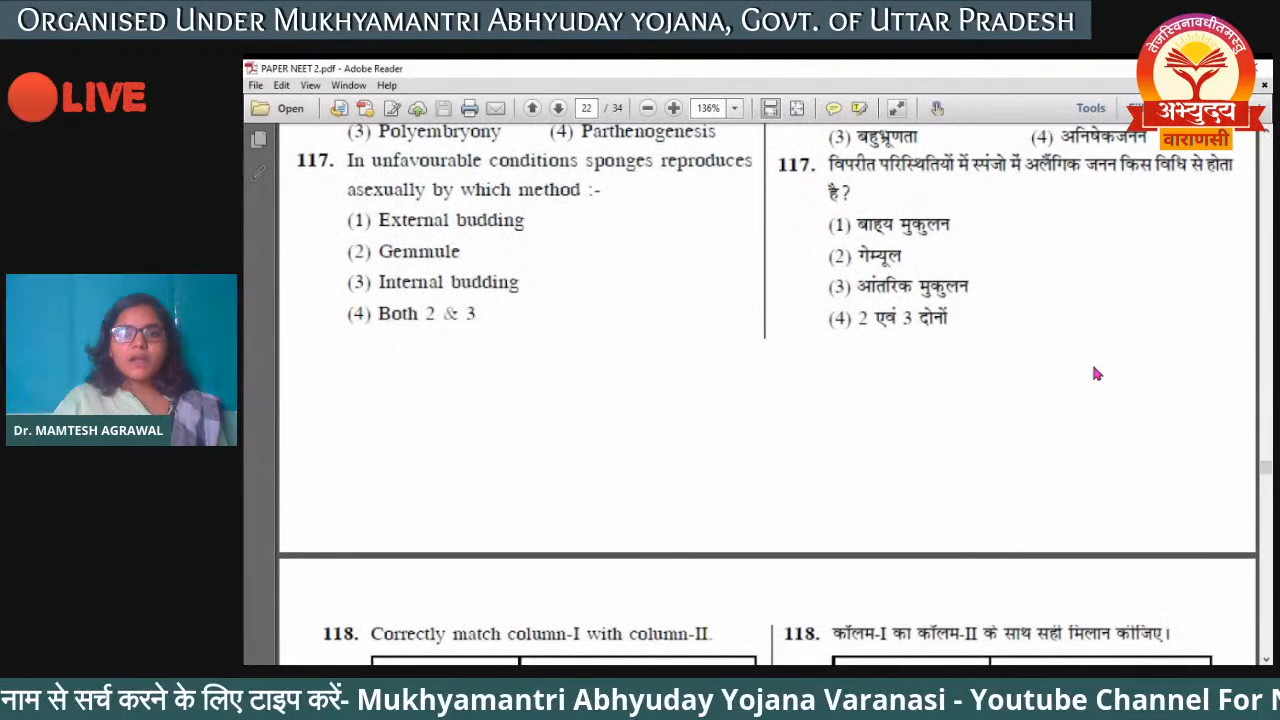 ORGANISED UNDER MUKHYAMANTRI ABHYUDAY YOJANA, GOVT. OF UTTAR PRADESH
तेजस्विनावधीतमस्तु
अभ्युदय
वाराणसी
LIVE
PAPER NEET 2.pdf - Adobe Reader
File Edit View Window Help
Open 22 / 34 136% Tools
(3) Polyembryony (4) Parthenogenesis
117. In unfavourable conditions sponges reproduces
asexually by which method :-
(1) External budding
(2) Gemmule
(3) Internal budding
(4) Both 2 & 3
(3) बहुभ्रूणता (4) अनिषेकजनन
117. विपरीत परिस्थितियों में स्पंजो में अलैंगिक जनन किस विधि से होता
है?
(1) बाह्य मुकुलन
(2) गेम्यूल
(3) आंतरिक मुकुलन
(4) 2 एवं 3 दोनों
Dr. MAMTESH AGRAWAL
118. Correctly match column-I with column-II.
118. कॉलम-I का कॉलम-II के साथ सही मिलान कीजिए।
नाम से सर्च करने के लिए टाइप करें- Mukhyamantri Abhyuday Yojana Varanasi - Youtube Channel For